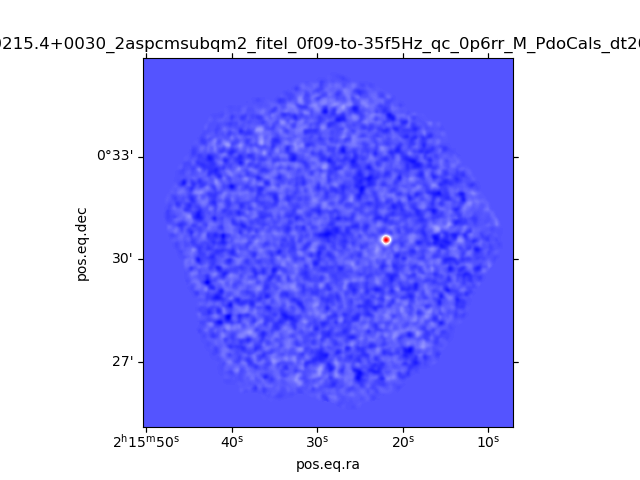 0215.4+0030_2aspcmsubqm2_fitel_0f09-to-35f5Hz_qc_0p6rr_M_PdoCals_dt20
pos.eq.dec
0°33'
30'
27'
2ʰ15ᵐ50ˢ 40ˢ 30ˢ 20ˢ 10ˢ
pos.eq.ra